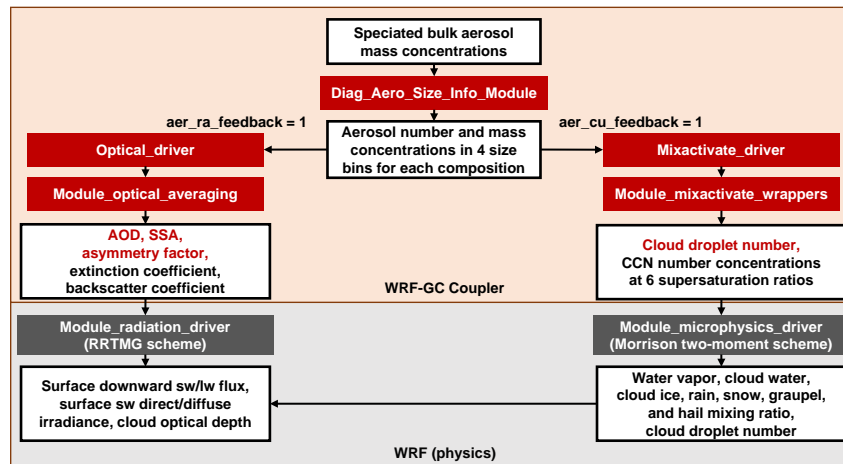 Speciated bulk aerosol
mass concentrations
Diag_Aero_Size_Info_Module
aer_ra_feedback = 1
aer_cu_feedback = 1
Aerosol number and mass
concentrations in 4 size
bins for each composition
Optical_driver
Mixactivate_driver
Module_optical_averaging
Module_mixactivate_wrappers
AOD, SSA,
asymmetry factor,
extinction coefficient,
backscatter coefficient
Cloud droplet number,
CCN number concentrations
at 6 supersaturation ratios
WRF-GC Coupler
Module_radiation_driver
(RRTMG scheme)
Module_microphysics_driver
(Morrison two-moment scheme)
Surface downward sw/lw flux,
surface sw direct/diffuse
irradiance, cloud optical depth
Water vapor, cloud water,
cloud ice, rain, snow, graupel,
and hail mixing ratio,
cloud droplet number
WRF (physics)